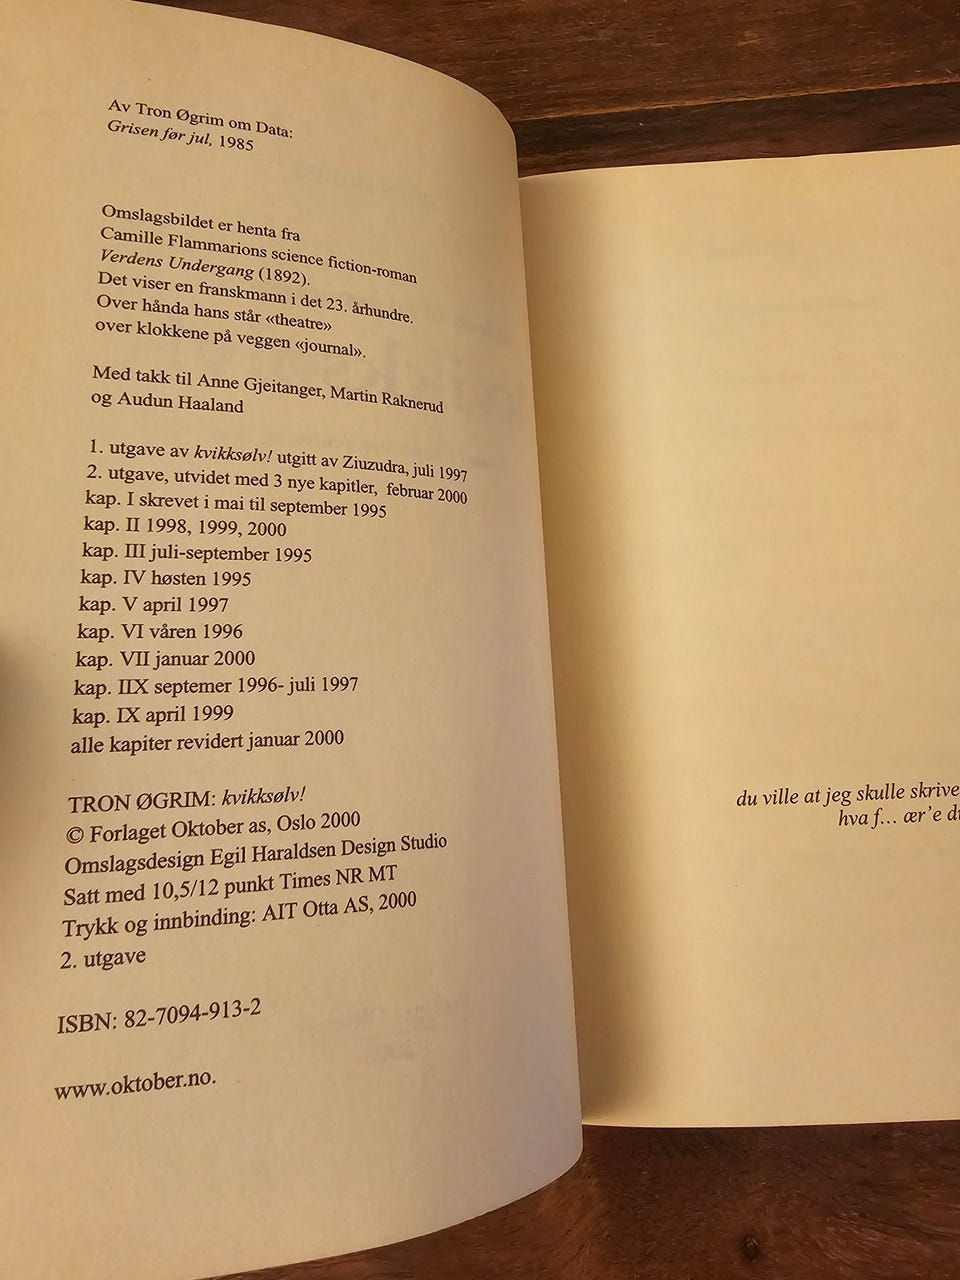 Av Tron Øgrim om Data:
Grisen før jul, 1985
Omslagsbildet er henta fra
Camille Flammarions science fiction-roman
Verdens Undergang (1892).
Det viser en franskmann i det 23. århundre.
Over hånda hans står «theatre»
over klokkene på veggen «journal».
Med takk til Anne Gjeitanger, Martin Raknerud
og Audun Haaland
1. utgave av kvikksølv! utgitt av Ziuzudra, juli 1997
2. utgave, utvidet med 3 nye kapitler, februar 2000
kap. I skrevet i mai til september 1995
kap. II 1998, 1999, 2000
kap. III juli-september 1995
kap. IV høsten 1995
kap. V april 1997
kap. VI våren 1996
kap. VII januar 2000
kap. IIX septemer 1996- juli 1997
kap. IX april 1999
alle kapiter revidert januar 2000
TRON ØGRIM: kvikksølv!
© Forlaget Oktober as, Oslo 2000
Omslagsdesign Egil Haraldsen Design Studio
Satt med 10,5/12 punkt Times NR MT
Trykk og innbinding: AIT Otta AS, 2000
2. utgave
ISBN: 82-7094-913-2
www.oktober.no.
du ville at jeg skulle skrive
hva f... ær'e